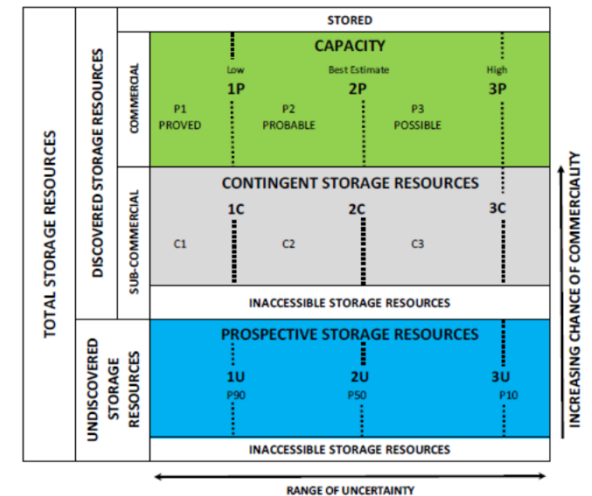 STORED
CAPACITY
Low
Best Estimate
High
1P
2P
3P
P1
PROVED
P2
PROBABLE
P3
POSSIBLE
CONTINGENT STORAGE RESOURCES
1C
2C
3C
C1
C2
C3
INACCESSIBLE STORAGE RESOURCES
PROSPECTIVE STORAGE RESOURCES
1U
2U
3U
P90
P50
P10
INACCESSIBLE STORAGE RESOURCES
RANGE OF UNCERTAINTY
TOTAL STORAGE RESOURCES
DISCOVERED STORAGE RESOURCES
COMMERCIAL
SUB-COMMERCIAL
UNDISCOVERED
STORAGE
RESOURCES
INCREASING CHANCE OF COMMERCIALITY